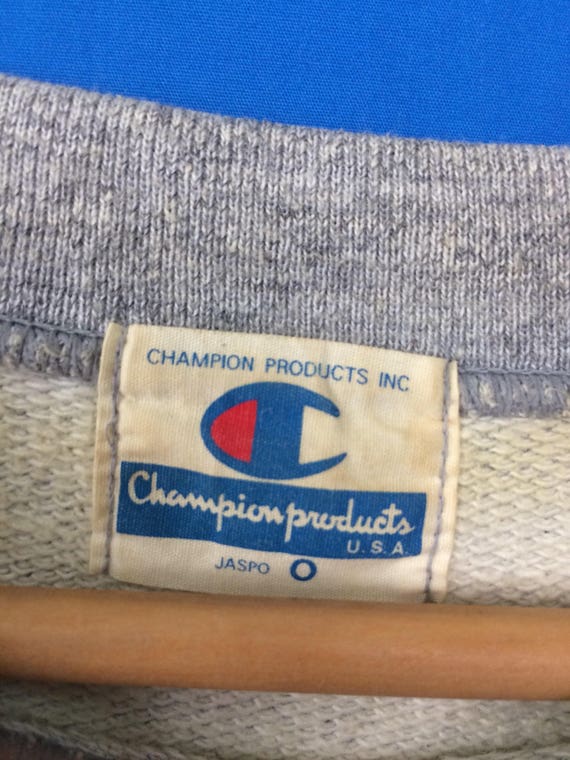 CHAMPION PRODUCTS INC
Champion products
U.S.A.
JASPO O